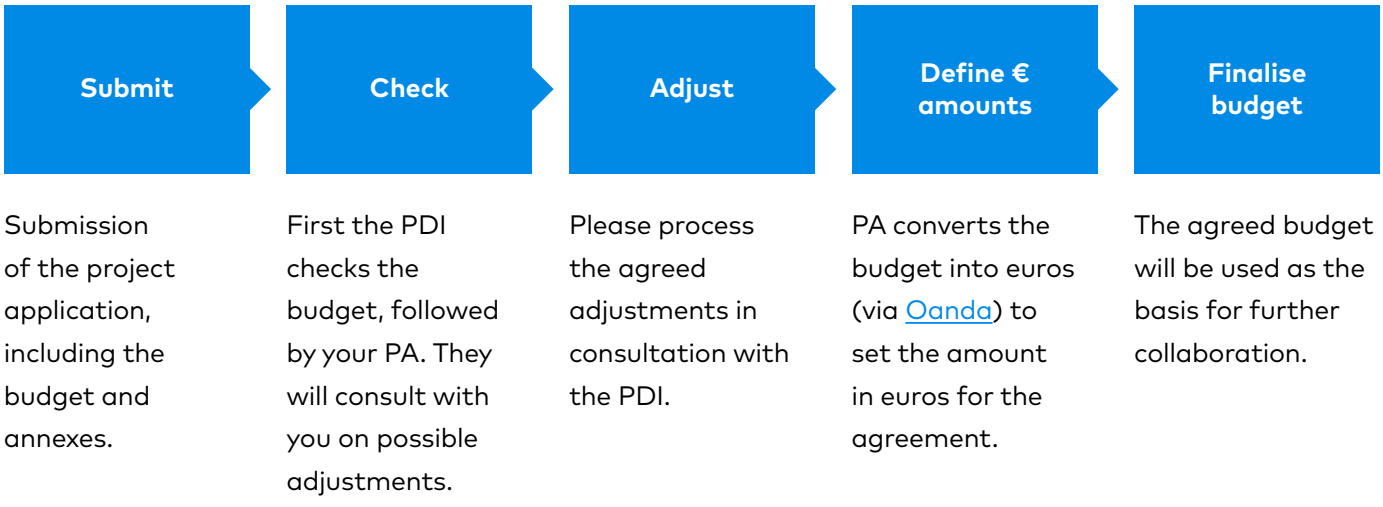 Submit
Submission
of the project
application,
including the
budget and
annexes.
Check
First the PDI
checks the
budget, followed
by your PA. They
will consult with
you on possible
adjustments.
Adjust
Please process
the agreed
adjustments in
consultation with
the PDI.
Define €
amounts
PA converts the
budget into euros
(via Oanda) to
set the amount
in euros for the
agreement.
Finalise
budget
The agreed budget
will be used as the
basis for further
collaboration.